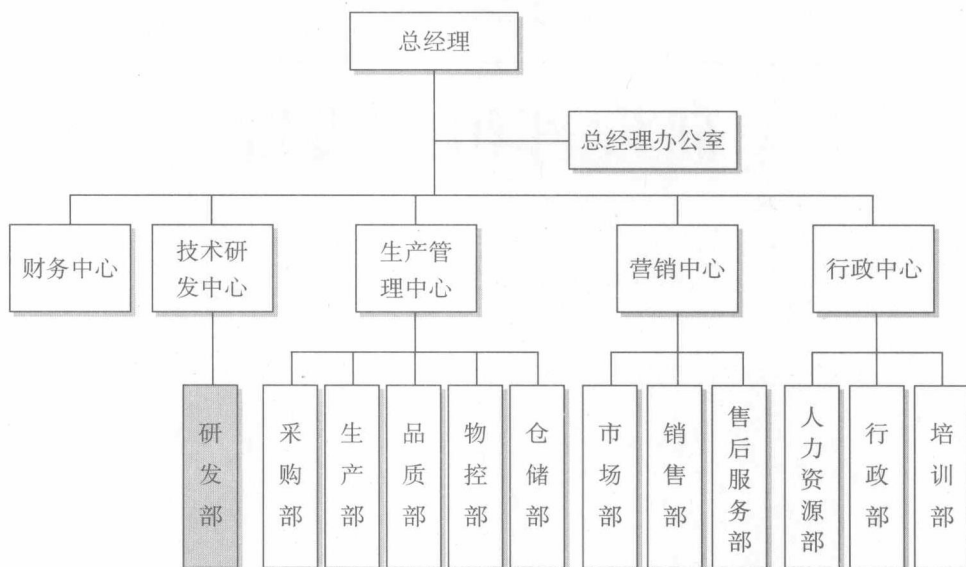 总经理
总经理办公室
财务中心
技术研
发中心
生产管
理中心
营销中心
行政中心
研发部
采购部
生产部
品质部
物控部
仓储部
市场部
销售部
售后服务部
人力资源部
行政部
培训部